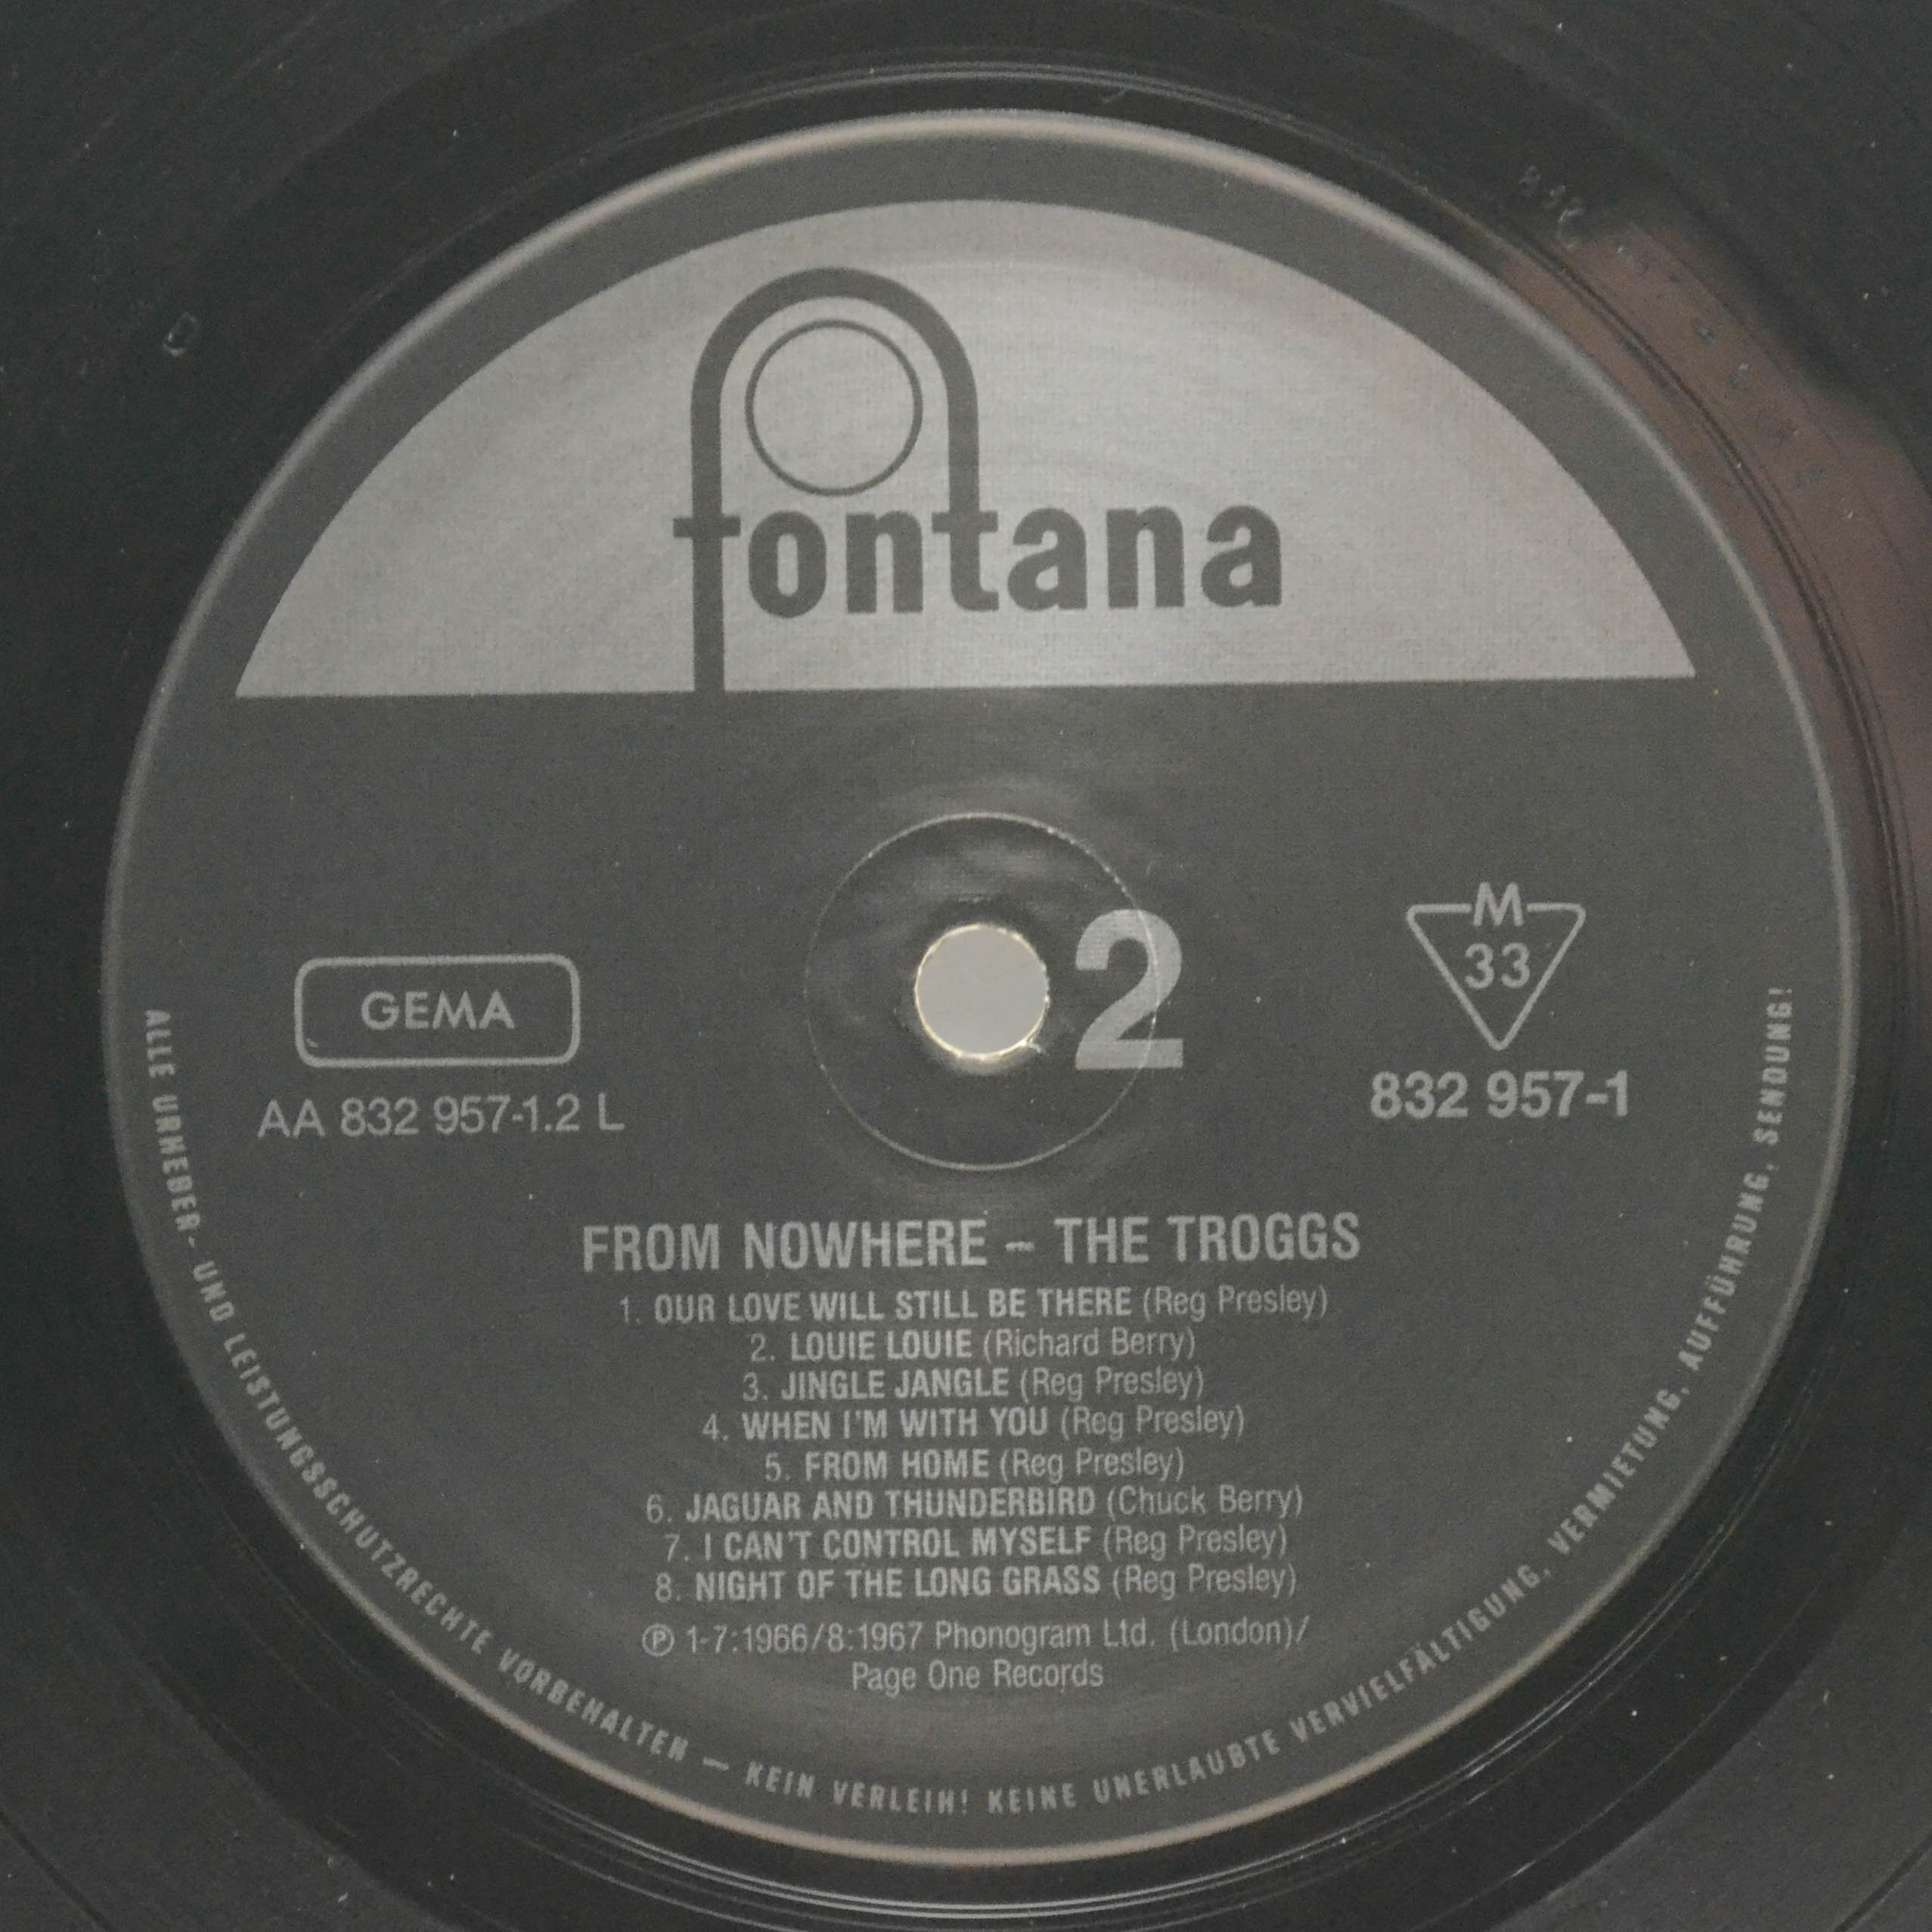 fontana
2
GEMA
AA 832 957-1.2 L
M
33
832 957-1
FROM NOWHERE – THE TROGGS
1. OUR LOVE WILL STILL BE THERE (Reg Presley)
2. LOUIE LOUIE (Richard Berry)
3. JINGLE JANGLE (Reg Presley)
4. WHEN I'M WITH YOU (Reg Presley)
5. FROM HOME (Reg Presley)
6. JAGUAR AND THUNDERBIRD (Chuck Berry)
7. I CAN'T CONTROL MYSELF (Reg Presley)
8. NIGHT OF THE LONG GRASS (Reg Presley)
℗ 1-7:1966/8:1967 Phonogram Ltd. (London)/
Page One Records
ALLE URHEBER- UND LEISTUNGSSCHUTZRECHTE VORBEHALTEN – KEIN VERLEIH! KEINE UNERLAUBTE VERVIELFÄLTIGUNG, VERMIETUNG, AUFFÜHRUNG, SENDUNG!